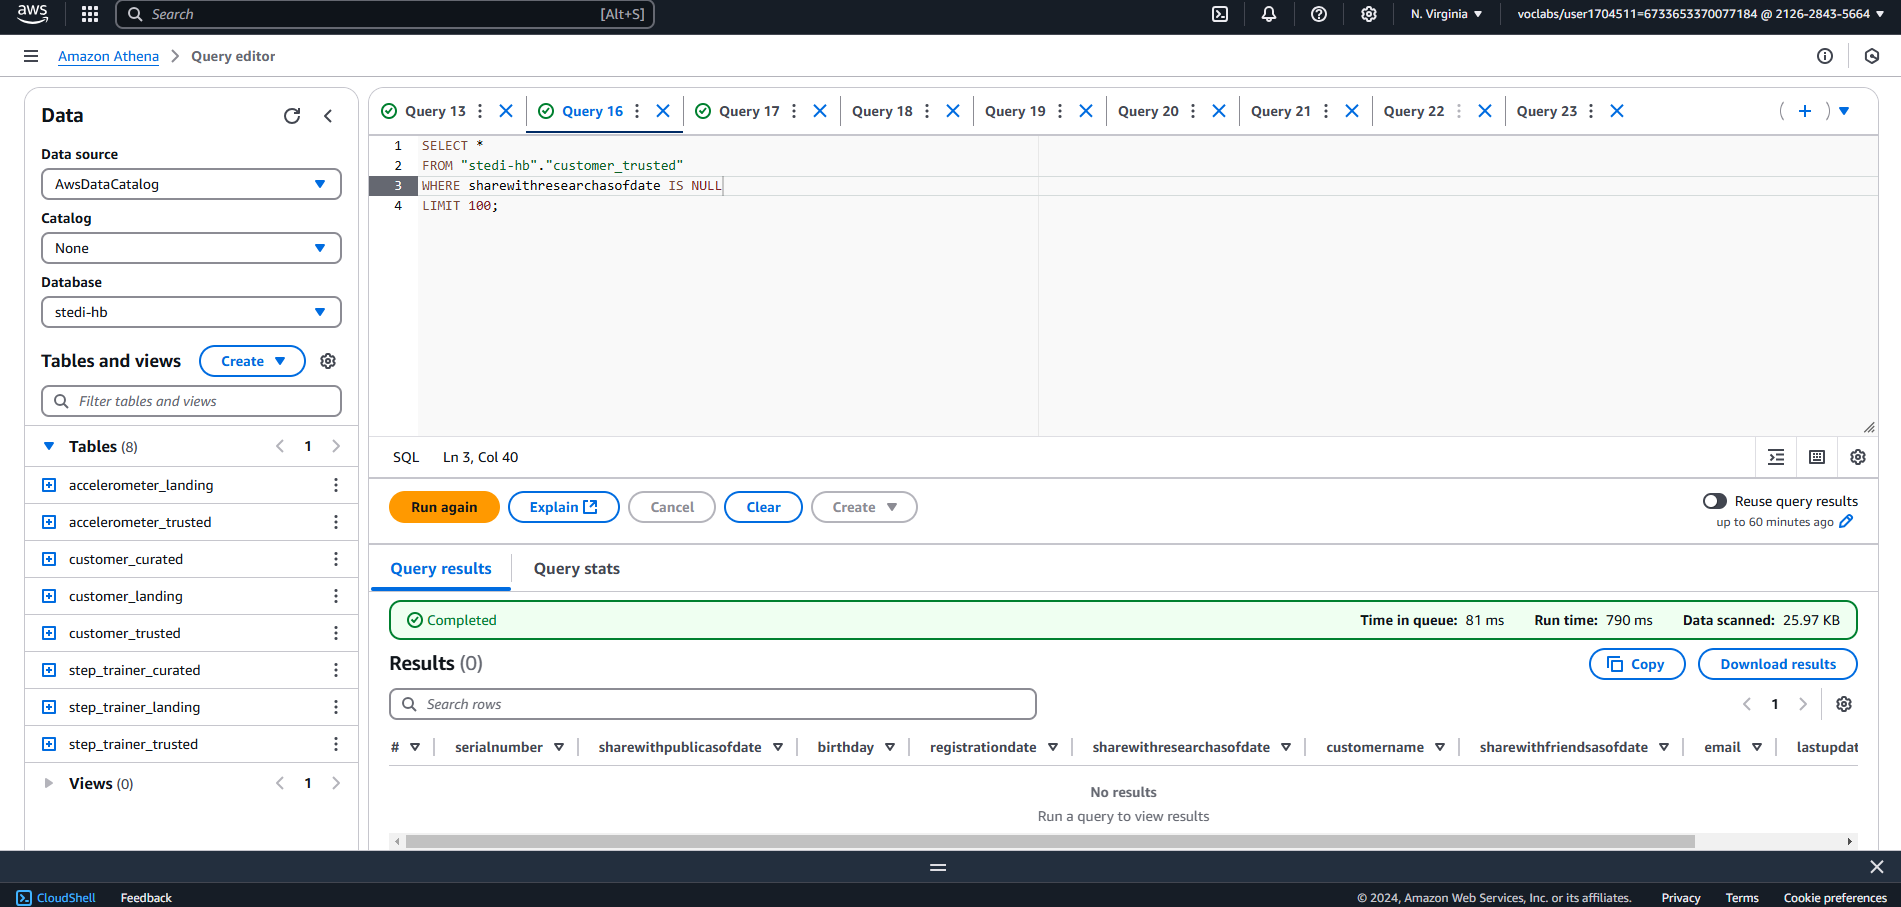 aws
Search
[Alt+S]
N. Virginia
voclabs/user1704511=6733653370077184 @ 2126-2843-5664
Amazon Athena
Query editor
Data
Data source
AwsDataCatalog
Catalog
None
Database
stedi-hb
Tables and views
Create
Filter tables and views
Tables (8)
1
accelerometer_landing
accelerometer_trusted
customer_curated
customer_landing
customer_trusted
step_trainer_curated
step_trainer_landing
step_trainer_trusted
Views (0)
1
Query 13
Query 16
Query 17
Query 18
Query 19
Query 20
Query 21
Query 22
Query 23
1 SELECT *
2 FROM "stedi-hb"."customer_trusted"
3 WHERE sharewithresearchasofdate IS NULL
4 LIMIT 100;
SQL
Ln 3, Col 40
Run again
Explain
Cancel
Clear
Create
Reuse query results
up to 60 minutes ago
Query results
Query stats
Completed
Time in queue: 81 ms
Run time: 790 ms
Data scanned: 25.97 KB
Results (0)
Copy
Download results
Search rows
1
#
serialnumber
sharewithpublicasofdate
birthday
registrationdate
sharewithresearchasofdate
customername
sharewithfriendsasofdate
email
lastupdat
No results
Run a query to view results
CloudShell
Feedback
© 2024, Amazon Web Services, Inc. or its affiliates.
Privacy
Terms
Cookie preferences